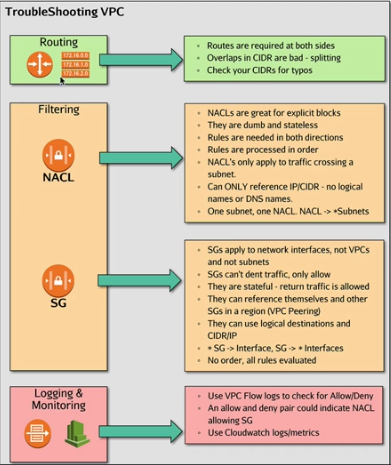 TroubleShooting VPC
Routing
172.16.0.0
172.16.1.0
172.16.2.0
Routes are required at both sides
Overlaps in CIDR are bad - splitting
Check your CIDRs for typos
Filtering
NACL
NACLs are great for explicit blocks
They are dumb and stateless
Rules are needed in both directions
Rules are processed in order
NACL's only apply to traffic crossing a
subnet.
Can ONLY reference IP/CIDR - no logical
names or DNS names.
One subnet, one NACL. NACL -> *Subnets
SG
SGs apply to network interfaces, not VPCs
and not subnets
SGs can't dent traffic, only allow
They are stateful - return traffic is allowed
They can reference themselves and other
SGs in a region (VPC Peering)
They can use logical destinations and
CIDR/IP
* SG -> Interface, SG -> * Interfaces
No order, all rules evaluated
Logging &
Monitoring
Use VPC Flow logs to check for Allow/Deny
An allow and deny pair could indicate NACL
allowing SG
Use Cloudwatch logs/metrics